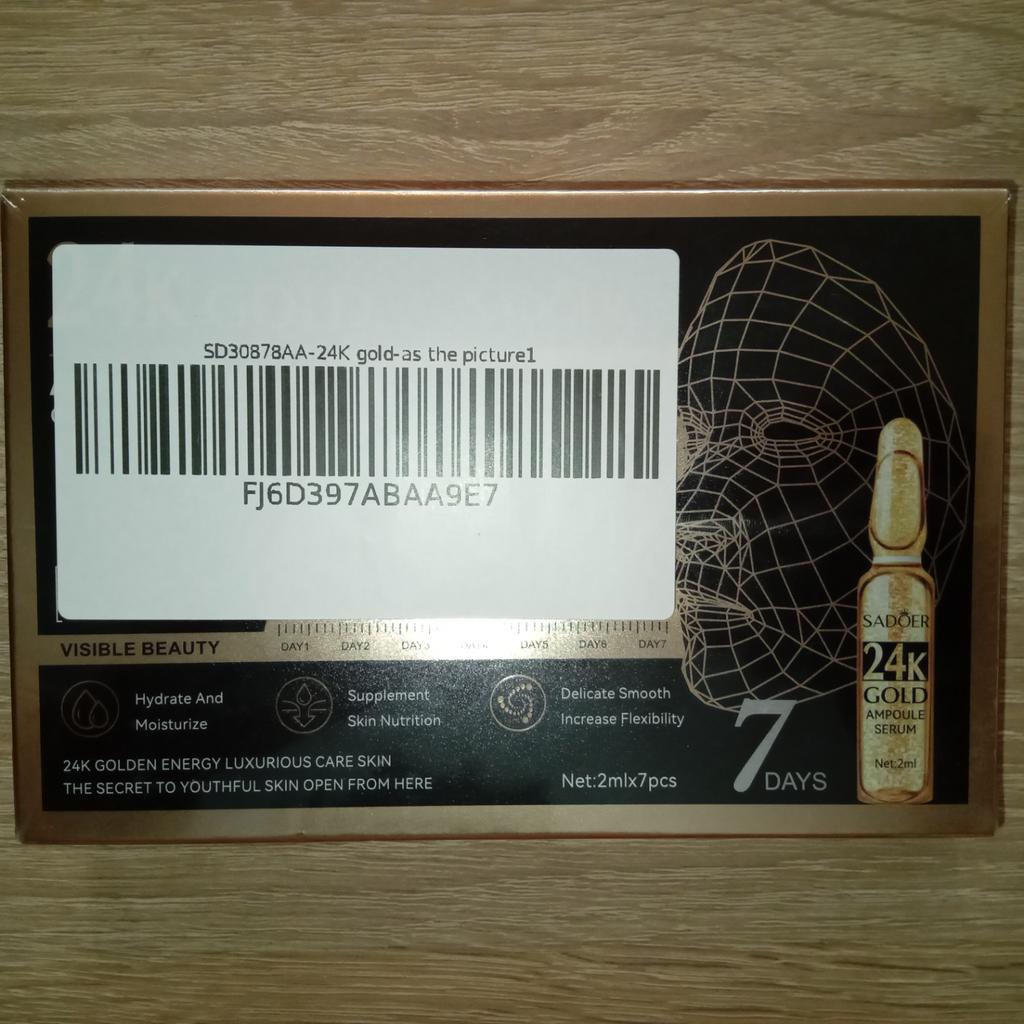 SD30878AA-24K gold-as the picture1
FJ6D397ABAA9E7
VISIBLE BEAUTY
DAY1 DAY2 DAY3 DAY4 DAY5 DAY6 DAY7
Hydrate And
Moisturize
Supplement
Skin Nutrition
Delicate Smooth
Increase Flexibility
24K GOLDEN ENERGY LUXURIOUS CARE SKIN
THE SECRET TO YOUTHFUL SKIN OPEN FROM HERE
Net:2mlx7pcs
7 DAYS
SADOER
24K
GOLD
AMPOULE
SERUM
Net:2ml